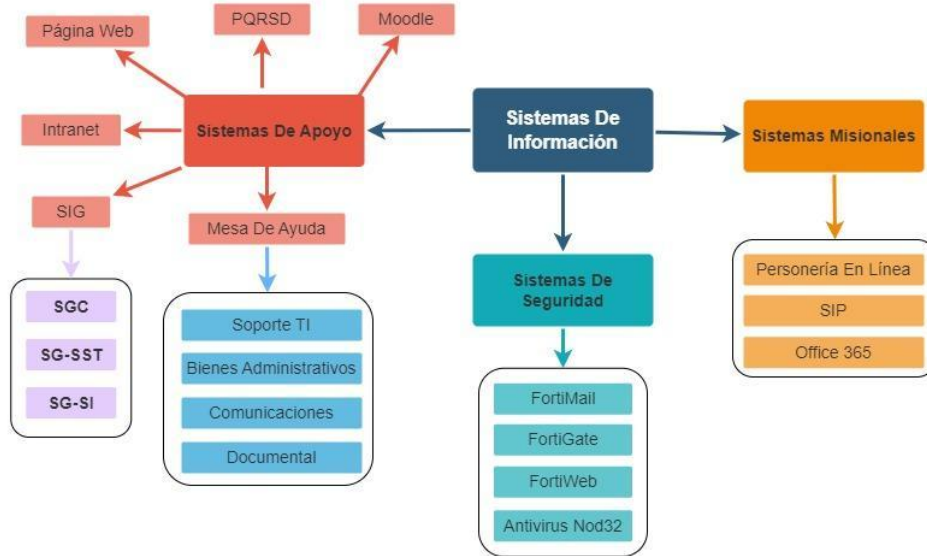 Página Web
PQRSD
Moodle
Intranet
Sistemas De Apoyo
SIG
Mesa De Ayuda
SGC
SG-SST
SG-SI
Soporte TI
Bienes Administrativos
Comunicaciones
Documental
Sistemas De
Información
Sistemas De
Seguridad
FortiMail
FortiGate
FortiWeb
Antivirus Nod32
Sistemas Misionales
Personería En Línea
SIP
Office 365